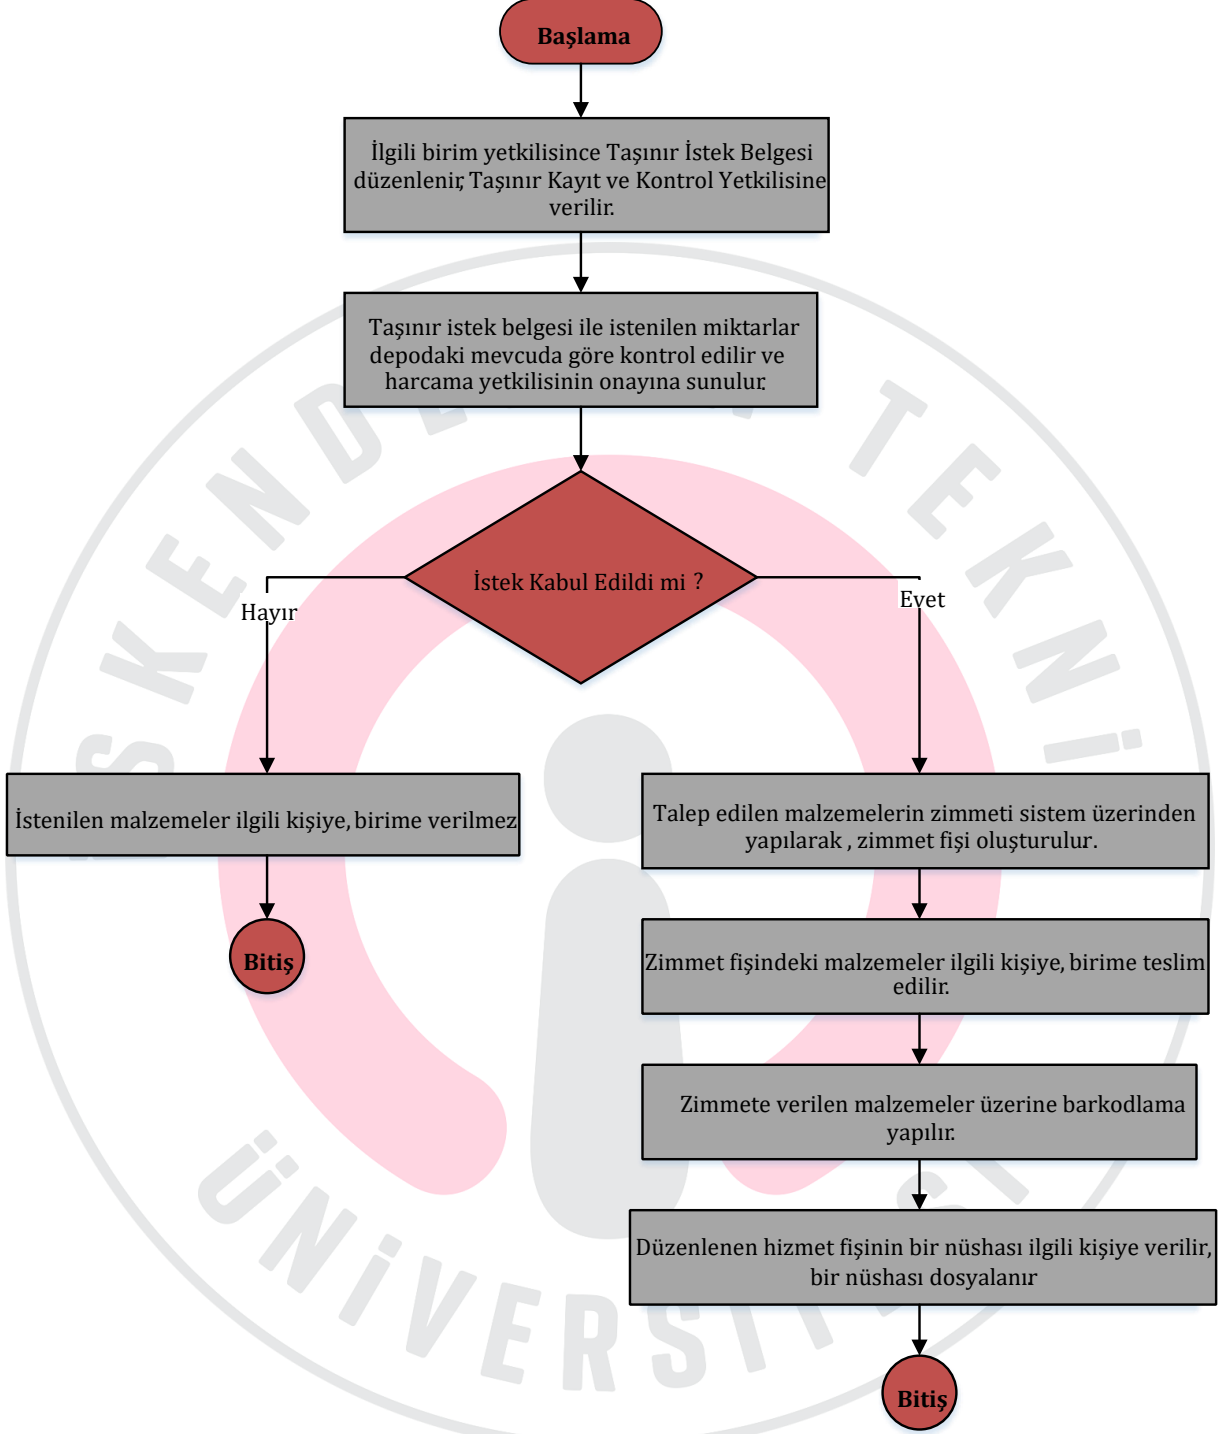 Başlama
İlgili birim yetkilisince Taşınır İstek Belgesi
düzenlenir, Taşınır Kayıt ve Kontrol Yetkilisine
verilir.
Taşınır istek belgesi ile istenilen miktarlar
depodaki mevcuda göre kontrol edilir ve
harcama yetkilisinin onayına sunulur.
İstek Kabul Edildi mi ?
Hayır
Evet
İstenilen malzemeler ilgili kişiye, birime verilmez
Bitiş
Talep edilen malzemelerin zimmeti sistem üzerinden
yapılarak , zimmet fişi oluşturulur.
Zimmet fişindeki malzemeler ilgili kişiye, birime teslim
edilir.
Zimmete verilen malzemeler üzerine barkodlama
yapılır.
Düzenlenen hizmet fişinin bir nüshası ilgili kişiye verilir,
bir nüshası dosyalanır
Bitiş
ÜNİVERSİTESİ